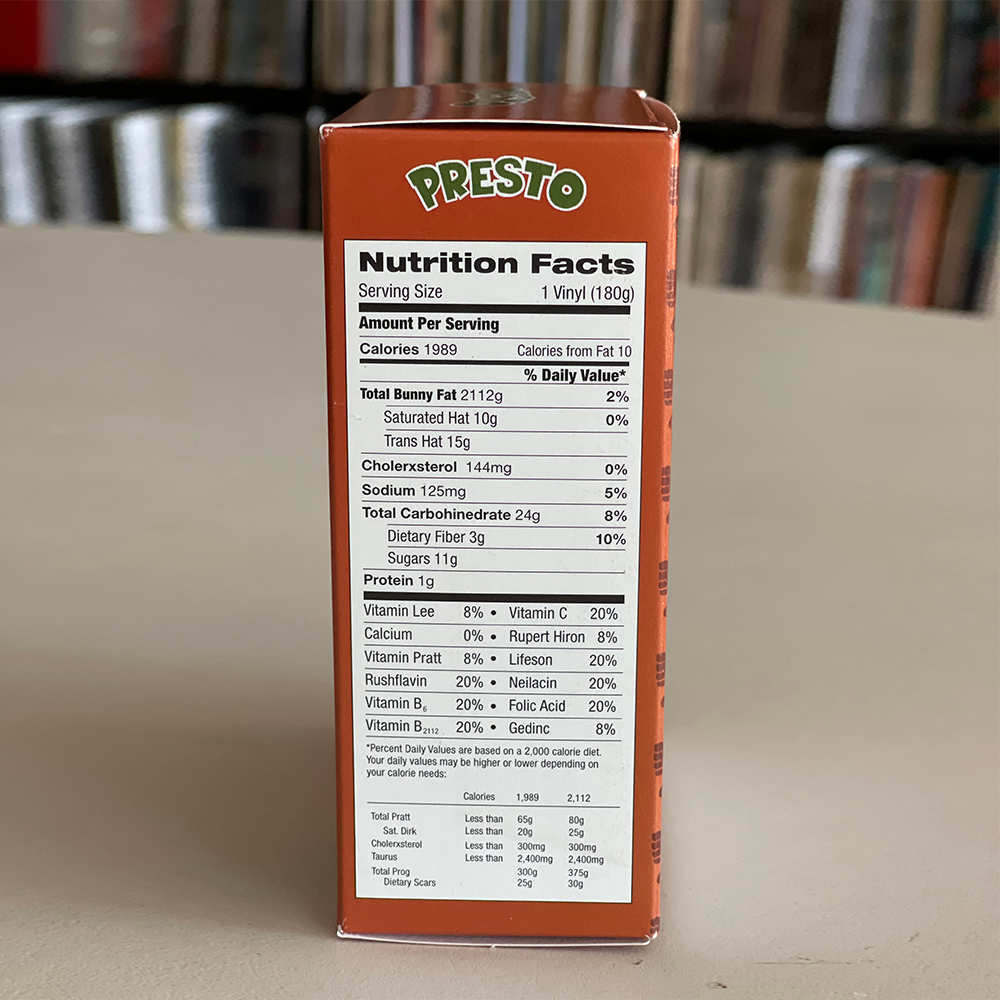 PRESTO
Nutrition Facts
Serving Size 1 Vinyl (180g)
Amount Per Serving
Calories 1989 Calories from Fat 10
% Daily Value*
Total Bunny Fat 2112g 2%
Saturated Hat 10g 0%
Trans Hat 15g
Cholerxsterol 144mg 0%
Sodium 125mg 5%
Total Carbohinedrate 24g 8%
Dietary Fiber 3g 10%
Sugars 11g
Protein 1g
Vitamin Lee 8% • Vitamin C 20%
Calcium 0% • Rupert Hiron 8%
Vitamin Pratt 8% • Lifeson 20%
Rushflavin 20% • Neilacin 20%
Vitamin B6 20% • Folic Acid 20%
Vitamin B2112 20% • Gedinc 8%
*Percent Daily Values are based on a 2,000 calorie diet.
Your daily values may be higher or lower depending on
your calorie needs:
Calories 1,989 2,112
Total Pratt Less than 65g 80g
Sat. Dirk Less than 20g 25g
Cholerxsterol Less than 300mg 300mg
Taurus Less than 2,400mg 2,400mg
Total Prog 300g 375g
Dietary Scars 25g 30g